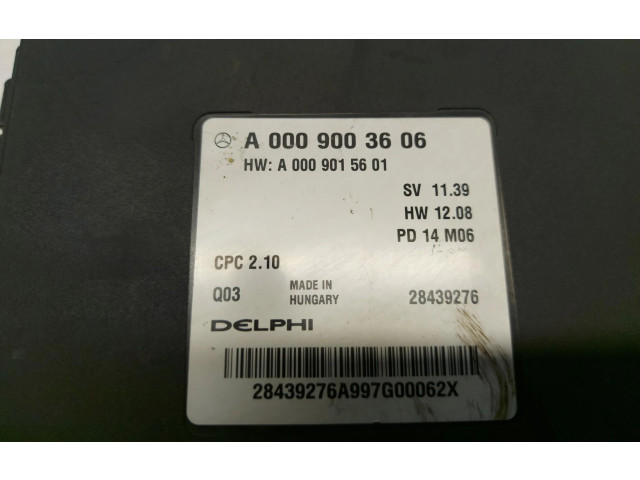 A 000 900 36 06
HW: A 000 901 56 01
SV 11.39
HW 12.08
PD 14 M06
CPC 2.10
Q03 MADE IN HUNGARY 28439276
DELPHI
28439276A997G00062X